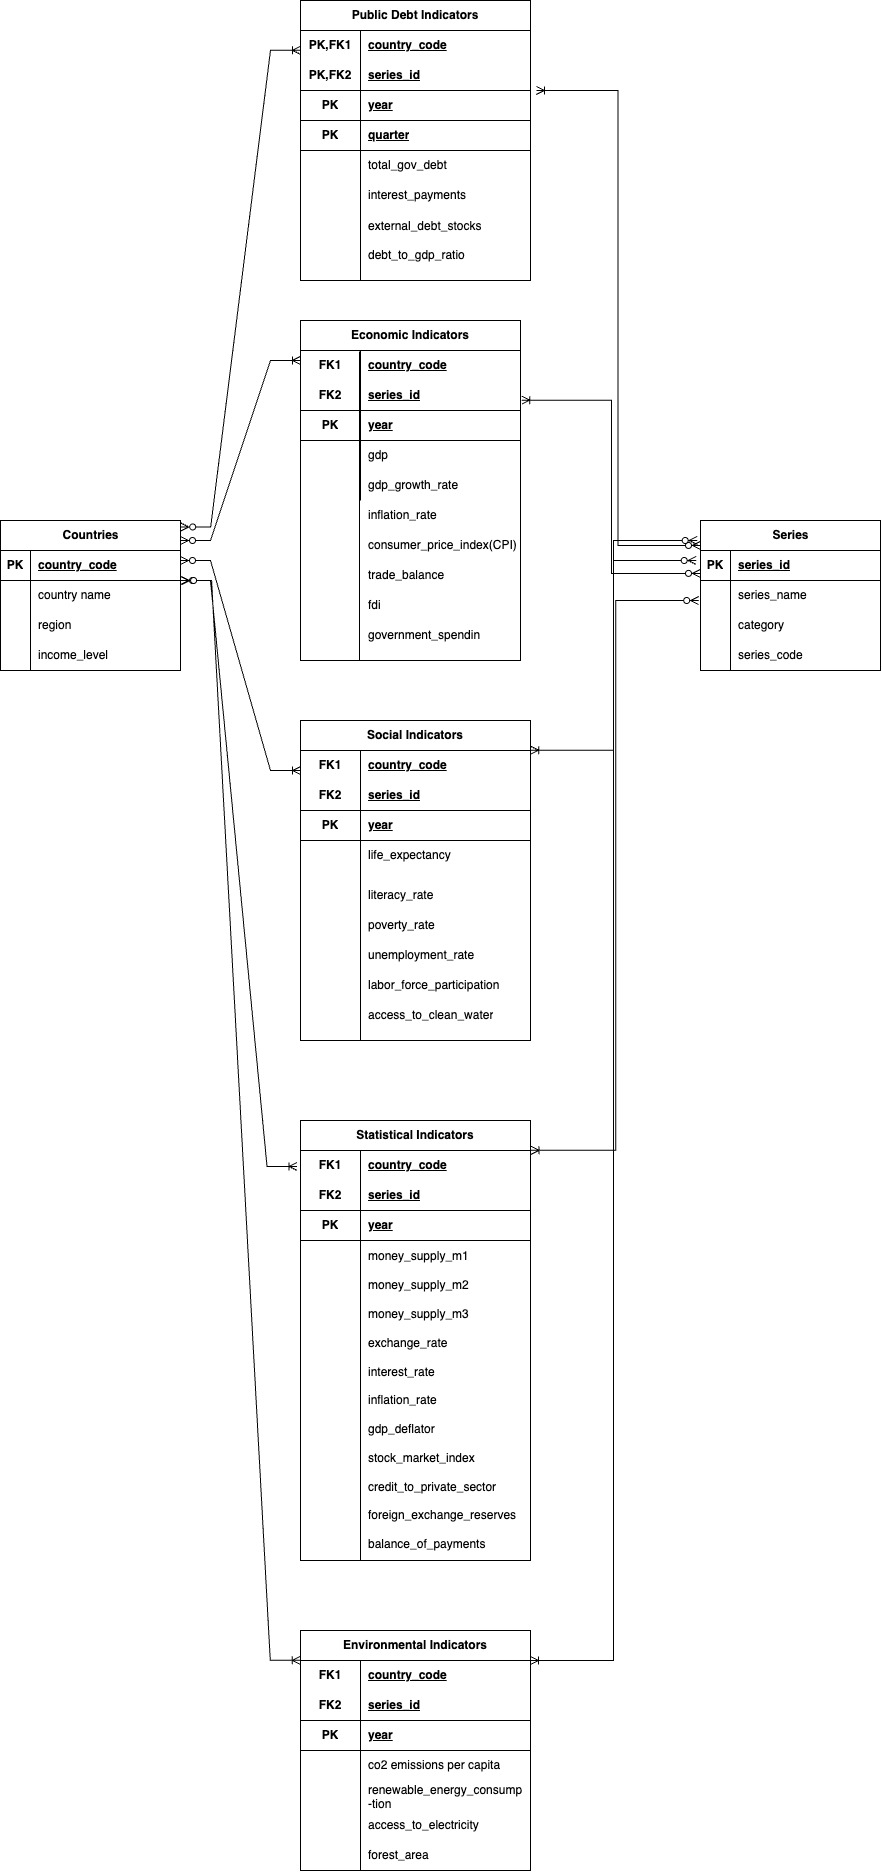 Public Debt Indicators
PK,FK1 country_code
PK,FK2 series_id
PK year
PK quarter
total_gov_debt
interest_payments
external_debt_stocks
debt_to_gdp_ratio
Economic Indicators
FK1 country_code
FK2 series_id
PK year
gdp
gdp_growth_rate
inflation_rate
consumer_price_index(CPI)
trade_balance
fdi
government_spendin
Countries
PK country_code
country name
region
income_level
Series
PK series_id
series_name
category
series_code
Social Indicators
FK1 country_code
FK2 series_id
PK year
life_expectancy
literacy_rate
poverty_rate
unemployment_rate
labor_force_participation
access_to_clean_water
Statistical Indicators
FK1 country_code
FK2 series_id
PK year
money_supply_m1
money_supply_m2
money_supply_m3
exchange_rate
interest_rate
inflation_rate
gdp_deflator
stock_market_index
credit_to_private_sector
foreign_exchange_reserves
balance_of_payments
Environmental Indicators
FK1 country_code
FK2 series_id
PK year
co2 emissions per capita
renewable_energy_consump
-tion
access_to_electricity
forest_area